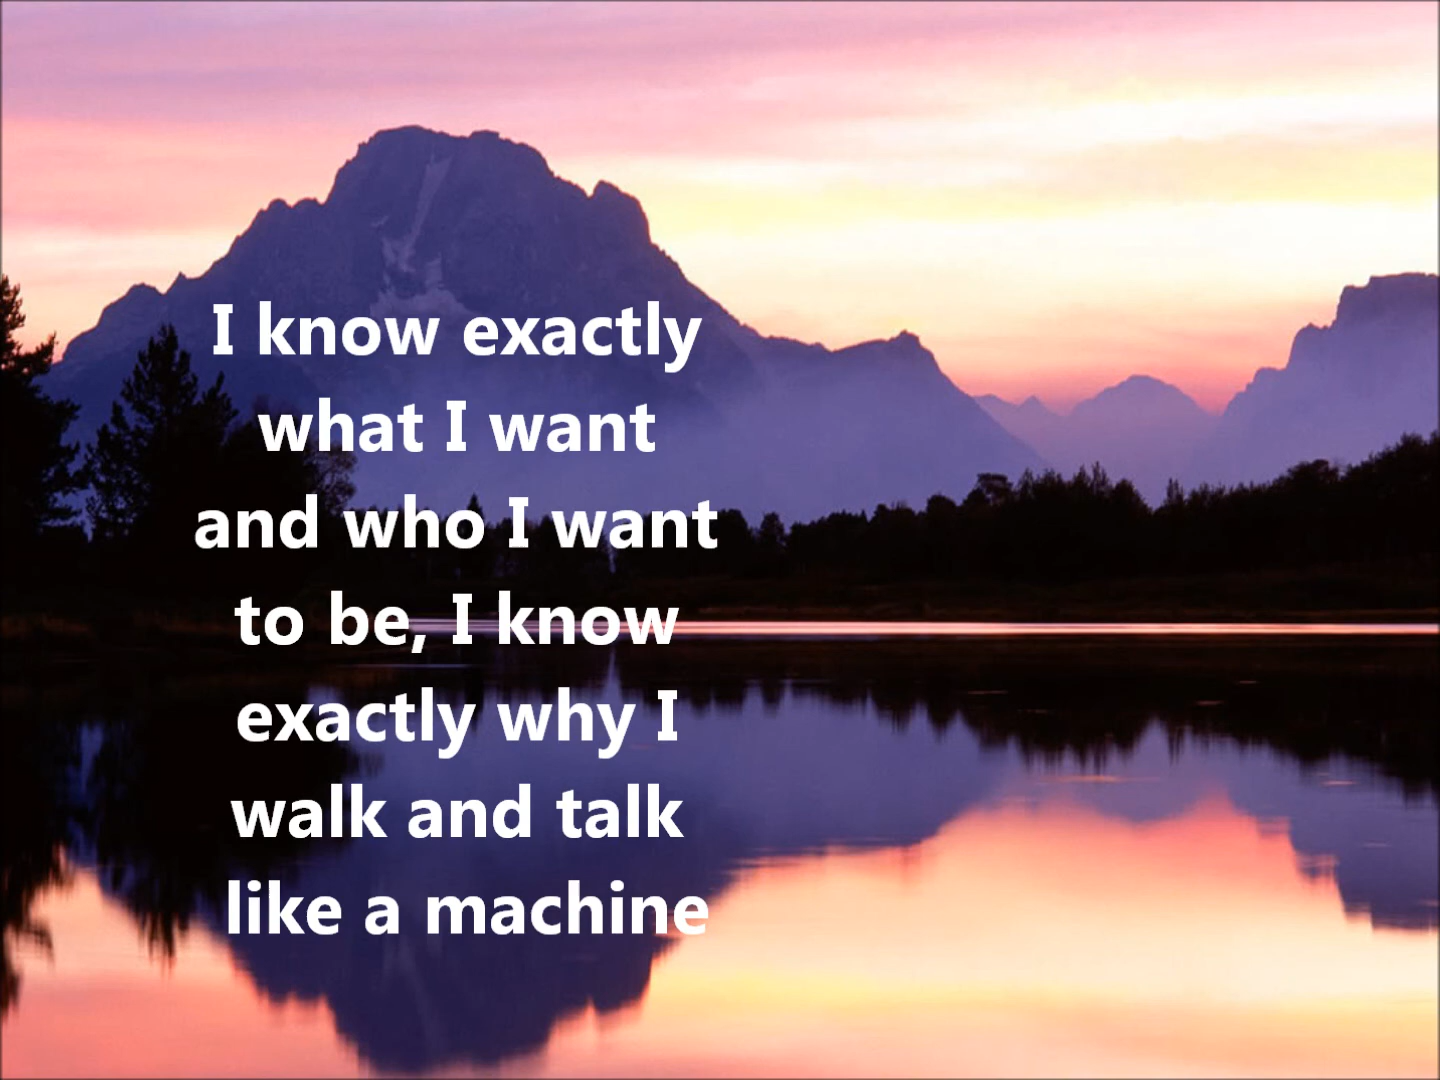 I know exactly
what I want
and who I want
to be, I know
exactly why I
walk and talk
like a machine